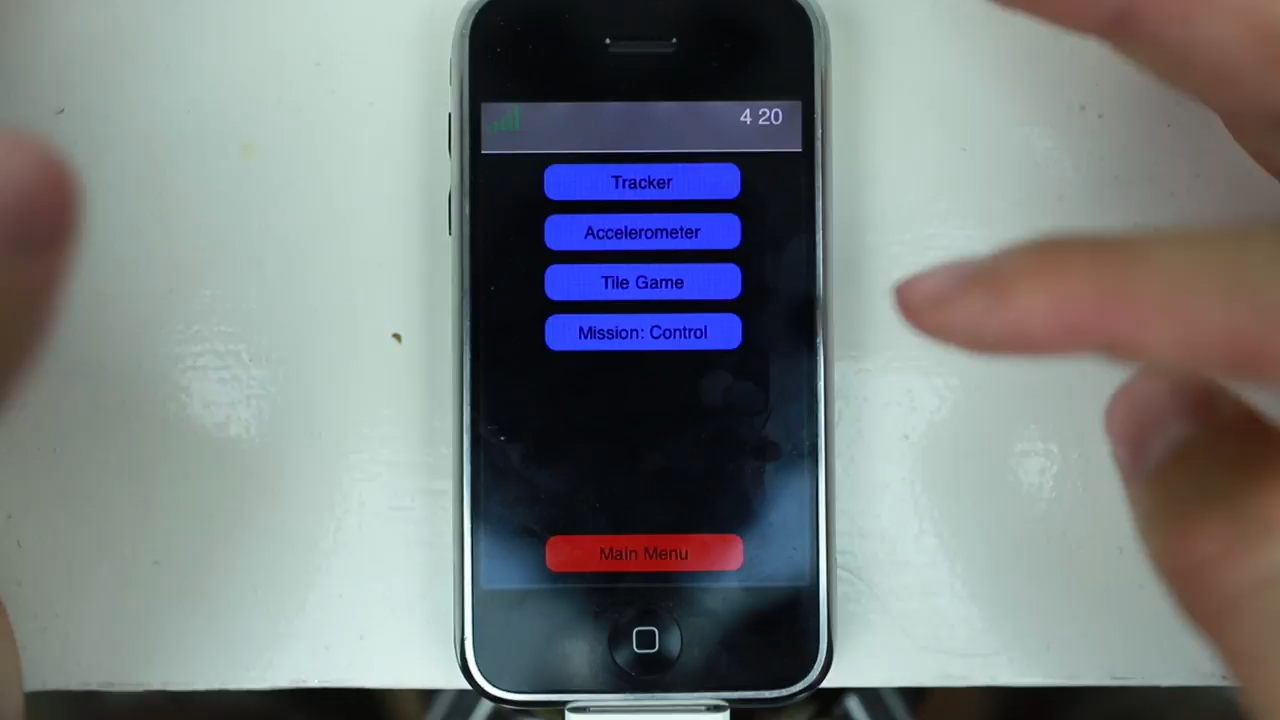 4 20
Tracker
Accelerometer
Tile Game
Mission: Control
Main Menu